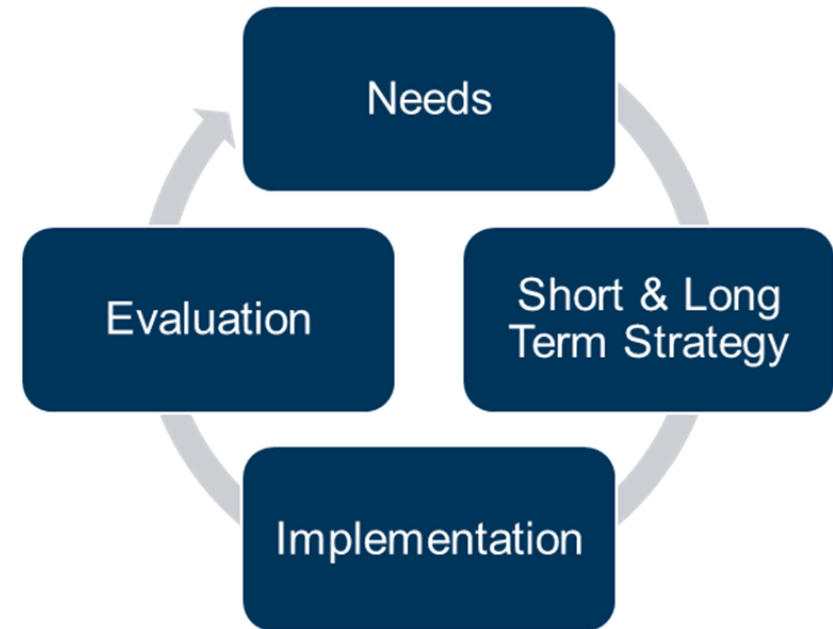 Needs
Short & Long
Term Strategy
Implementation
Evaluation